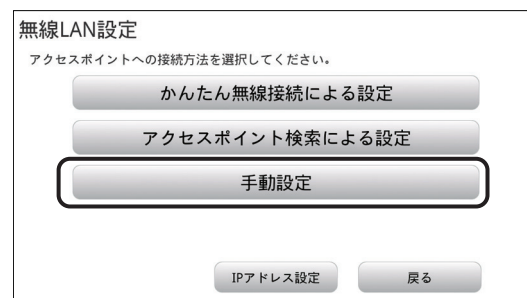 無線LAN設定
アクセスポイントへの接続方法を選択してください。
かんたん無線接続による設定
アクセスポイント検索による設定
手動設定
IPアドレス設定
戻る